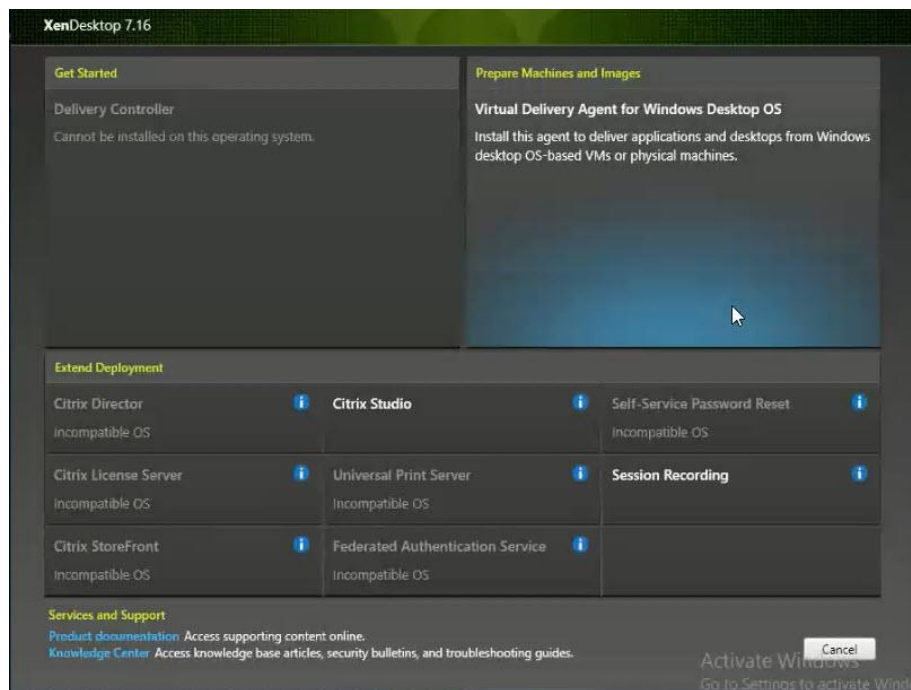 XenDesktop 7.16
Get Started
Delivery Controller
Cannot be installed on this operating system.
Prepare Machines and Images
Virtual Delivery Agent for Windows Desktop OS
Install this agent to deliver applications and desktops from Windows
desktop OS-based VMs or physical machines.
Extend Deployment
Citrix Director
Incompatible OS
Citrix Studio
Self-Service Password Reset
Incompatible OS
Citrix License Server
Incompatible OS
Universal Print Server
Incompatible OS
Session Recording
Citrix StoreFront
Incompatible OS
Federated Authentication Service
Incompatible OS
Services and Support
Product documentation Access supporting content online.
Knowledge Center Access knowledge base articles, security bulletins, and troubleshooting guides.
Cancel
Activate Windows
Go to Settings to activate Wind